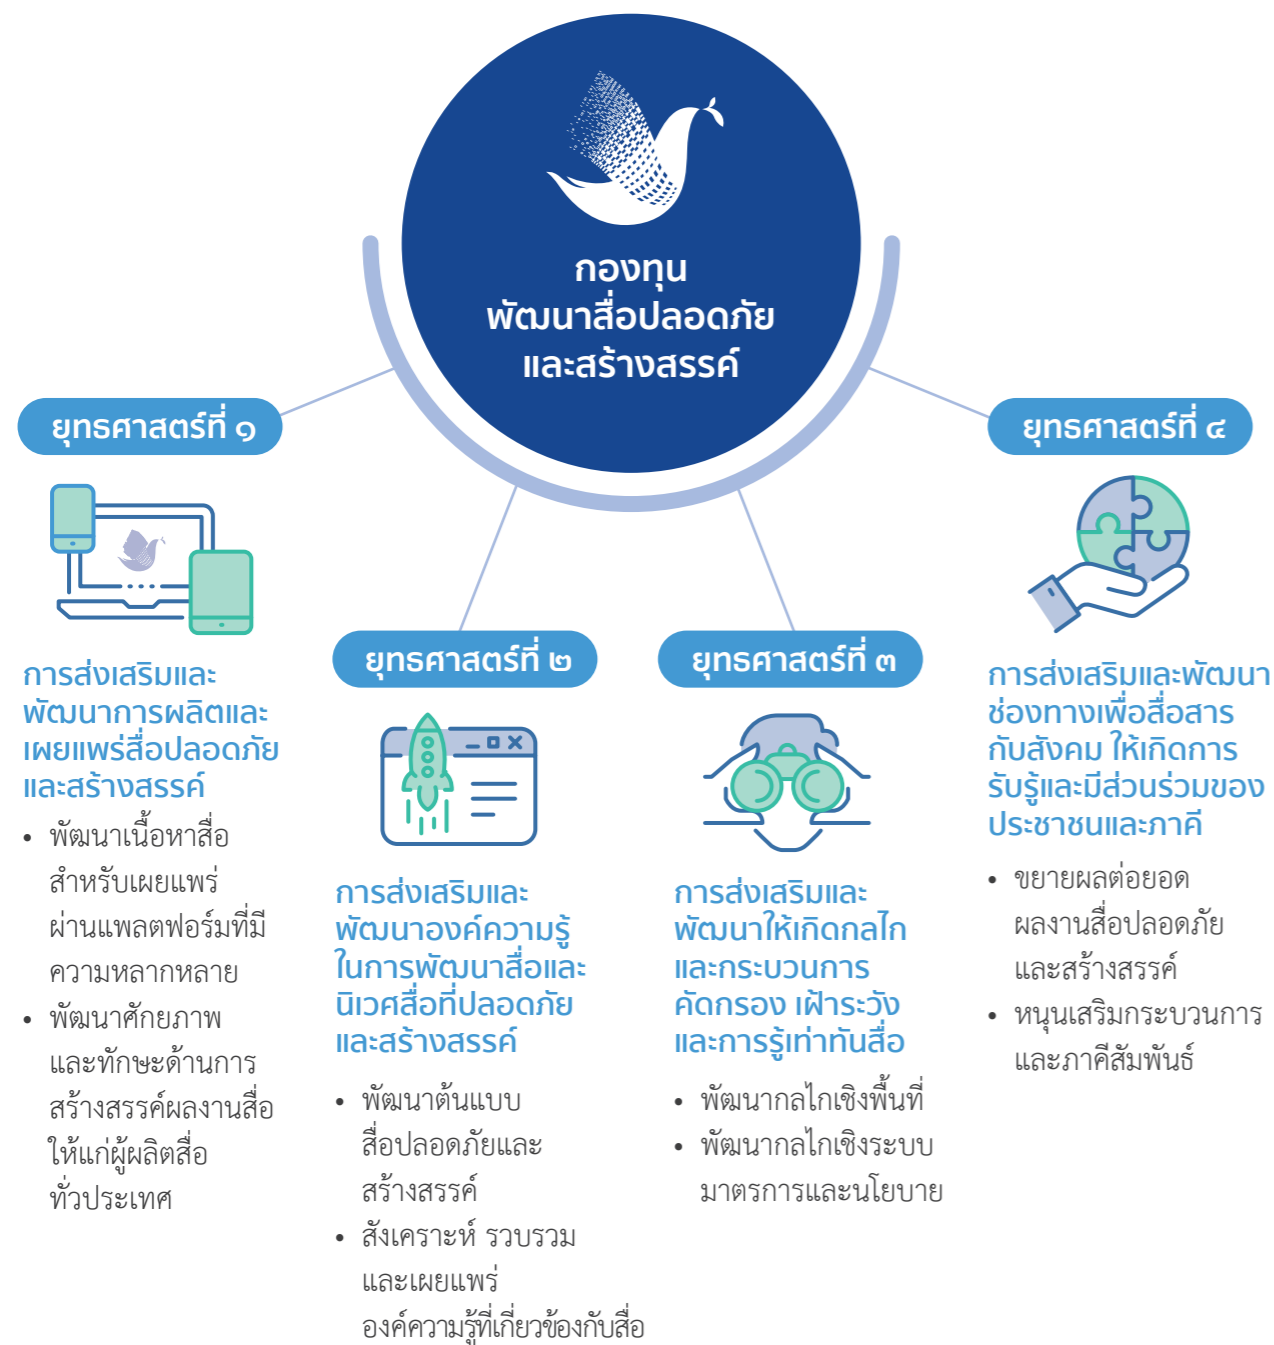 กองทุน
พัฒนาสื่อปลอดภัย
และสร้างสรรค์
ยุทธศาสตร์ที่ ๑
การส่งเสริมและ
พัฒนาการผลิตและ
เผยแพร่สื่อปลอดภัย
และสร้างสรรค์
• พัฒนาเนื้อหาสื่อ
สำหรับเผยแพร่
ผ่านแพลตฟอร์มที่มี
ความหลากหลาย
• พัฒนาศักยภาพ
และทักษะด้านการ
สร้างสรรค์ผลงานสื่อ
ให้แก่ผู้ผลิตสื่อ
ทั่วประเทศ
ยุทธศาสตร์ที่ ๒
การส่งเสริมและ
พัฒนาองค์ความรู้
ในการพัฒนาสื่อและ
นิเวศสื่อที่ปลอดภัย
และสร้างสรรค์
• พัฒนาต้นแบบ
สื่อปลอดภัยและ
สร้างสรรค์
• สังเคราะห์ รวบรวม
และเผยแพร่
องค์ความรู้ที่เกี่ยวข้องกับสื่อ
ยุทธศาสตร์ที่ ๓
การส่งเสริมและ
พัฒนาให้เกิดกลไก
และกระบวนการ
คัดกรอง เฝ้าระวัง
และการรู้เท่าทันสื่อ
• พัฒนากลไกเชิงพื้นที่
• พัฒนากลไกเชิงระบบ
มาตรการและนโยบาย
ยุทธศาสตร์ที่ ๔
การส่งเสริมและพัฒนา
ช่องทางเพื่อสื่อสาร
กับสังคม ให้เกิดการ
รับรู้และมีส่วนร่วมของ
ประชาชนและภาคี
• ขยายผลต่อยอด
ผลงานสื่อปลอดภัย
และสร้างสรรค์
• หนุนเสริมกระบวนการ
และภาคีสัมพันธ์